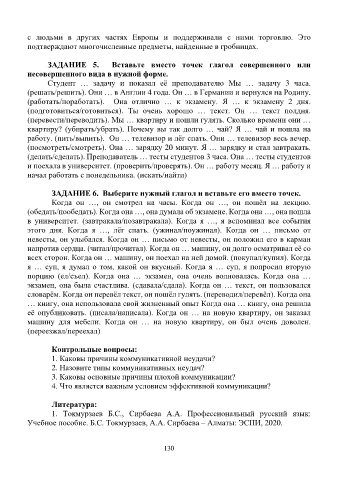 с людьми в других частях Европы и поддерживали с ними торговлю. Это
подтверждают многочисленные предметы, найденные в гробницах.
ЗАДАНИЕ 5. Вставьте вместо точек глагол совершенного или
несовершенного вида в нужной форме.
Студент … задачу и показал её преподавателю Мы … задачу 3 часа.
(решать/решить). Они … в Англии 4 года. Он … в Германии и вернулся на Родину.
(работать/поработать). Она отлично … к экзамену. Я … к экзамену 2 дня.
(подготовиться/готовиться). Ты очень хорошо … текст. Он … текст полдня.
(перевести/переводить). Мы … квартиру и пошли гулять. Сколько времени они …
квартиру? (убирать/убрать). Почему вы так долго … чай? Я … чай и пошла на
работу. (пить/выпить). Он … телевизор и лёг спать. Они … телевизор весь вечер.
(посмотреть/смотреть). Она … зарядку 20 минут. Я … зарядку и стал завтракать.
(делать/сделать). Преподаватель … тесты студентов 3 часа. Она … тесты студентов
и поехала в университет. (проверить/проверять). Он … работу месяц. Я … работу и
начал работать с понедельника. (искать/найти)
ЗАДАНИЕ 6. Выберите нужный глагол и вставьте его вместо точек.
Когда он …, он смотрел на часы. Когда он …, он пошёл на лекцию.
(обедать/пообедать). Когда она …, она думала об экзамене. Когда она …, она пошла
в университет. (завтракала/позавтракала). Когда я …, я вспоминал все события
этого дня. Когда я …, лёг спать. (ужинал/поужинал). Когда он … письмо от
невесты, он улыбался. Когда он … письмо от невесты, он положил его в карман
напротив сердца. (читал/прочитал). Когда он … машину, он долго осматривал её со
всех сторон. Когда он … машину, он поехал на ней домой. (покупал/купил). Когда
я … суп, я думал о том, какой он вкусный. Когда я … суп, я попросил вторую
порцию (ел/съел). Когда она … экзамен, она очень волновалась. Когда она …
экзамен, она была счастлива. (сдавала/сдала). Когда он … текст, он пользовался
словарём. Когда он перевёл текст, он пошёл гулять. (переводил/перевёл). Когда она
… книгу, она использовала свой жизненный опыт Когда она … книгу, она решила
её опубликовать. (писала/написала). Когда он … на новую квартиру, он заказал
машину для мебели. Когда он … на новую квартиру, он был очень доволен.
(переезжал/переехал)
Контрольные вопросы:
1. Каковы причины коммуникативной неудачи?
2. Назовите типы коммуникативных неудач?
3. Каковы основные причины плохой коммуникации?
4. Что является важным условием эффективной коммуникации?
Литература:
1. Токмурзаев Б.С., Сирбаева А.А. Профессиональный русский язык:
Учебное пособие. Б.С. Токмурзаев, А.А. Сирбаева – Алматы: ЭСПИ, 2020.
130